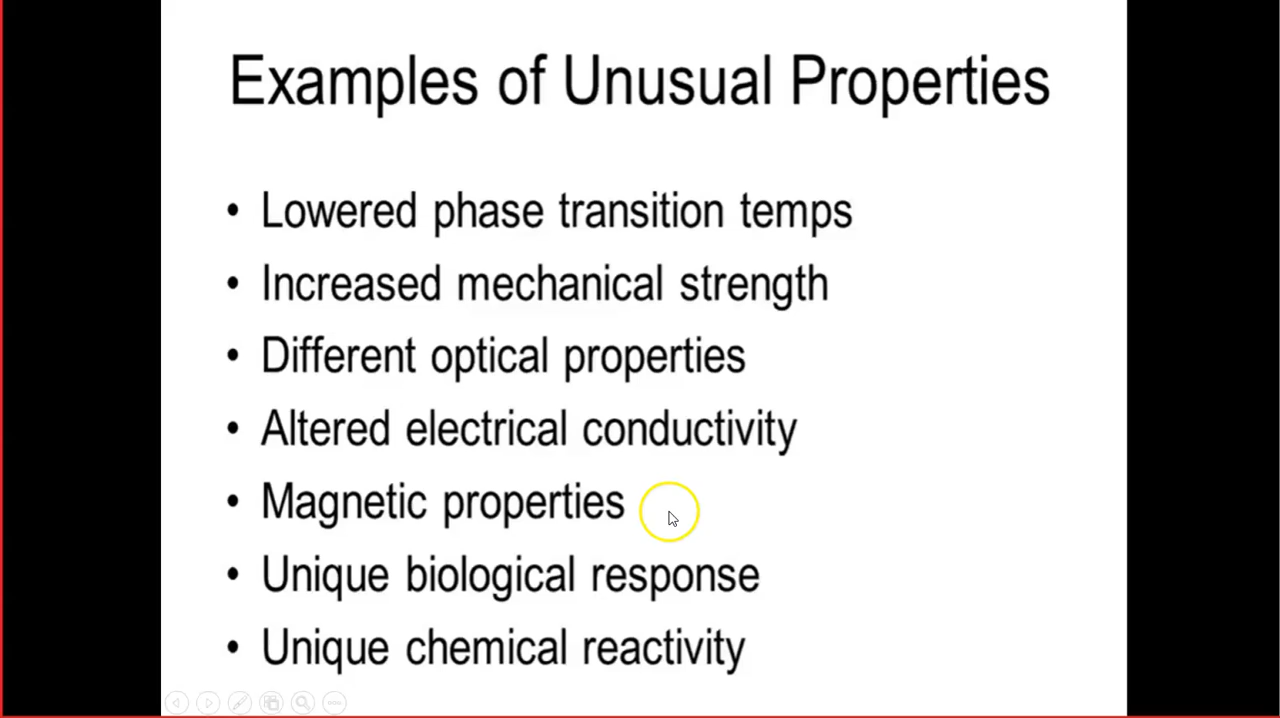 Examples of Unusual Properties
• Lowered phase transition temps
• Increased mechanical strength
• Different optical properties
• Altered electrical conductivity
• Magnetic properties
• Unique biological response
• Unique chemical reactivity